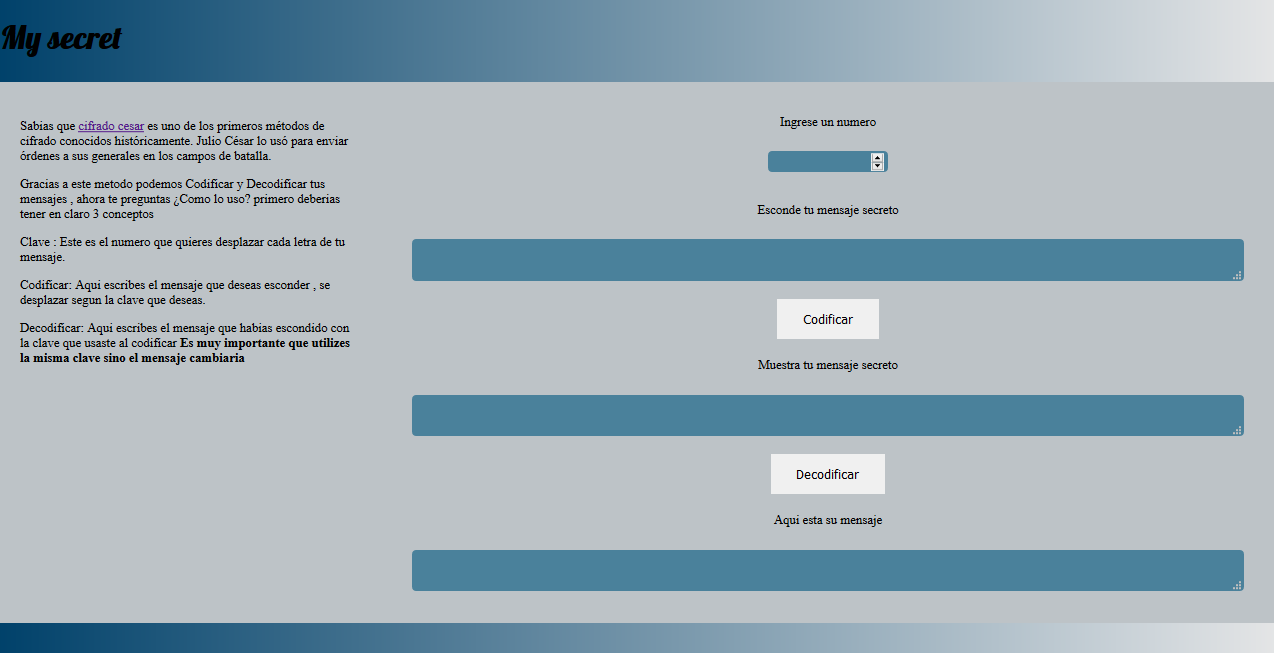 My secret
Sabias que cifrado cesar es uno de los primeros métodos de
cifrado conocidos históricamente. Julio César lo usó para enviar
órdenes a sus generales en los campos de batalla.
Gracias a este metodo podemos Codificar y Decodificar tus
mensajes , ahora te preguntas ¿Como lo uso? primero deberias
tener en claro 3 conceptos
Clave : Este es el numero que quieres desplazar cada letra de tu
mensaje.
Codificar: Aqui escribes el mensaje que deseas esconder , se
desplazar segun la clave que deseas.
Decodificar: Aqui escribes el mensaje que habias escondido con
la clave que usaste al codificar Es muy importante que utilizes
la misma clave sino el mensaje cambiaria
Ingrese un numero
Esconde tu mensaje secreto
Codificar
Muestra tu mensaje secreto
Decodificar
Aqui esta su mensaje